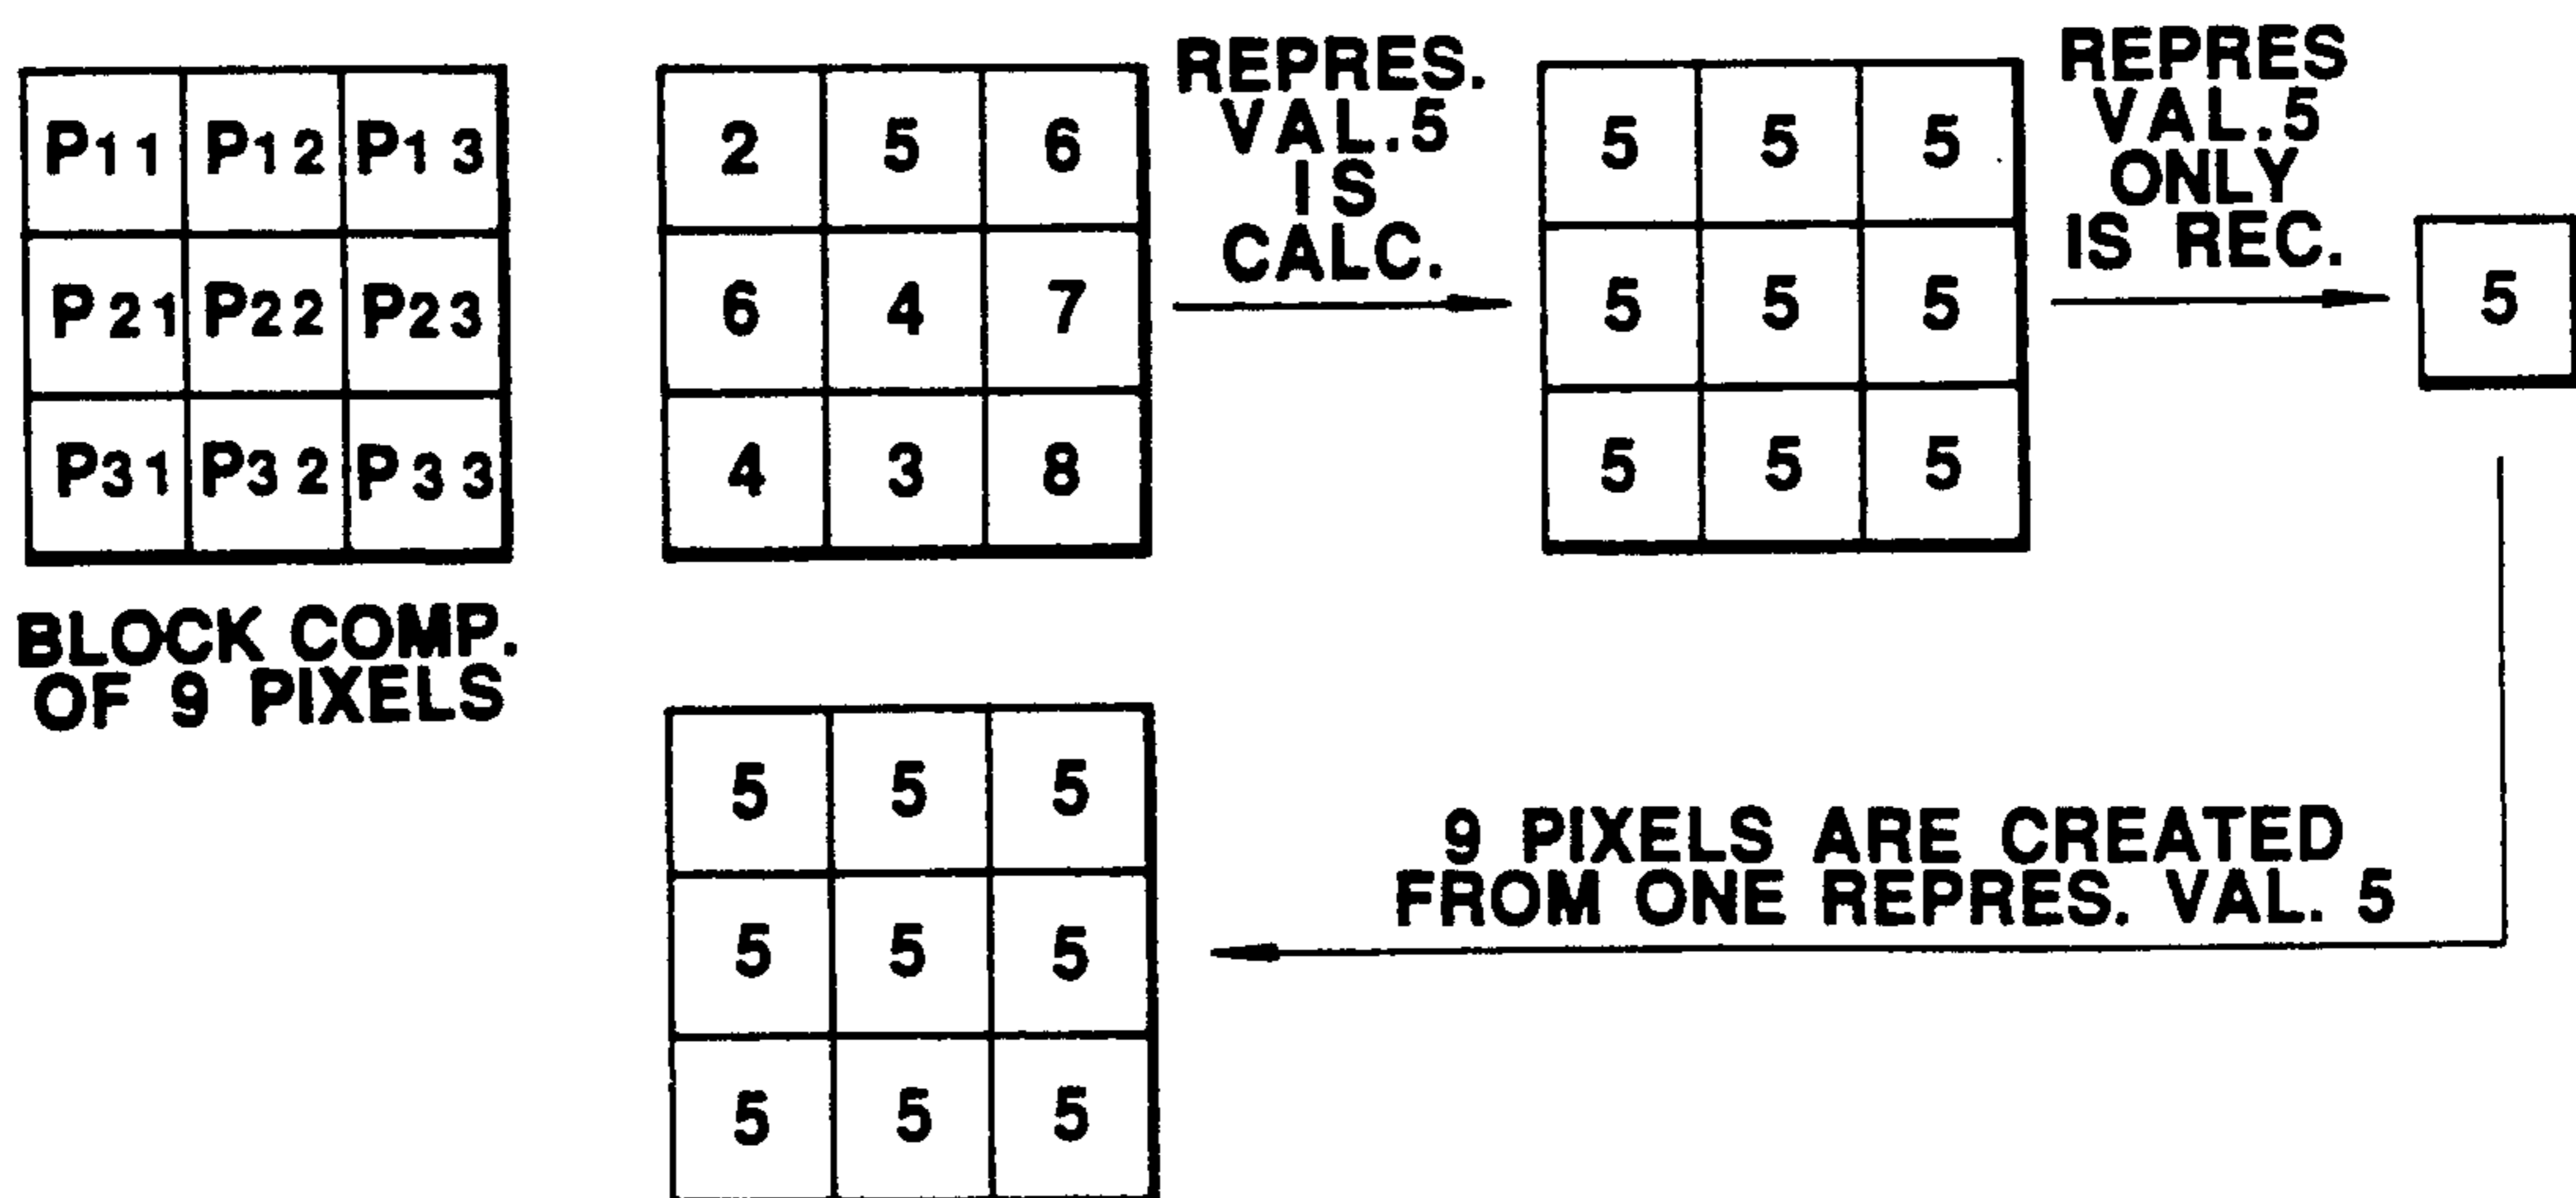 P11 P12 P13
P21 P22 P23
P31 P32 P33
BLOCK COMP.
OF 9 PIXELS
2 5 6
6 4 7
4 3 8
REPRES.
VAL.5
IS
CALC.
5 5 5
5 5 5
5 5 5
REPRES
VAL.5
ONLY
IS REC.
5
9 PIXELS ARE CREATED
FROM ONE REPRES. VAL. 5
5 5 5
5 5 5
5 5 5